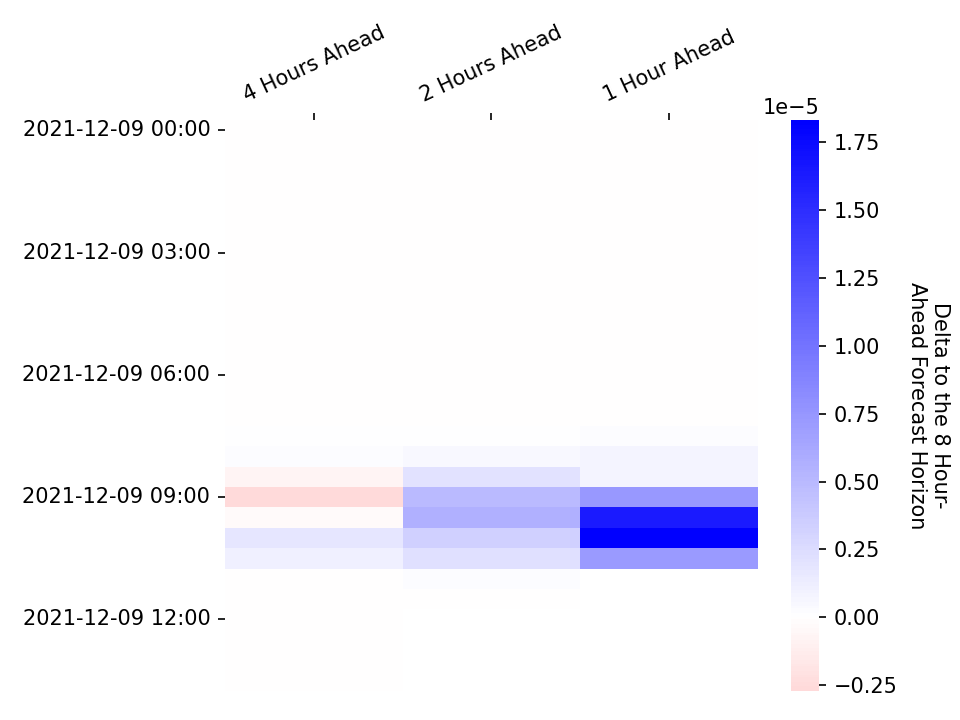 4 Hours Ahead
2 Hours Ahead
1 Hour Ahead
1e−5
2021-12-09 00:00
2021-12-09 03:00
2021-12-09 06:00
2021-12-09 09:00
2021-12-09 12:00
1.75
1.50
1.25
1.00
0.75
0.50
0.25
0.00
−0.25
Delta to the 8 Hour-
Ahead Forecast Horizon